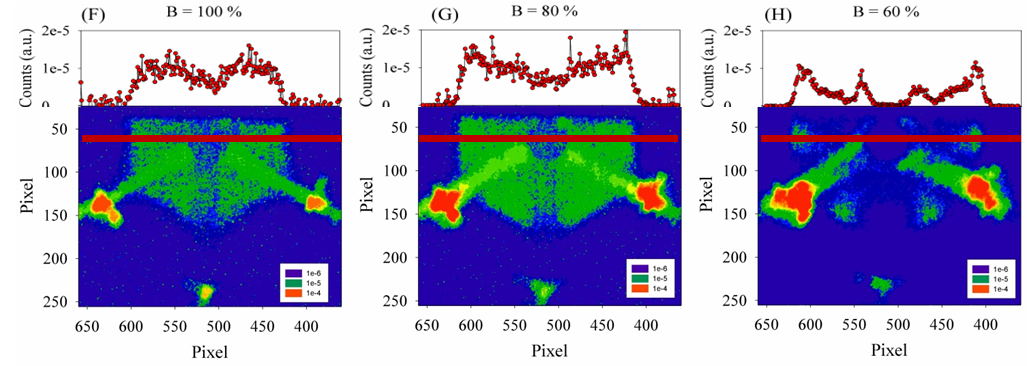 (F) B = 100 %
2e-5
1e-5
0
Counts (a.u.)
50
100
150
200
250
Pixel
1e-6
1e-5
1e-4
650 600 550 500 450 400
Pixel
(G) B = 80 %
2e-5
1e-5
0
Counts (a.u.)
50
100
150
200
250
Pixel
1e-6
1e-5
1e-4
650 600 550 500 450 400
Pixel
(H) B = 60 %
2e-5
1e-5
0
Counts (a.u.)
50
100
150
200
250
Pixel
1e-6
1e-5
1e-4
650 600 550 500 450 400
Pixel